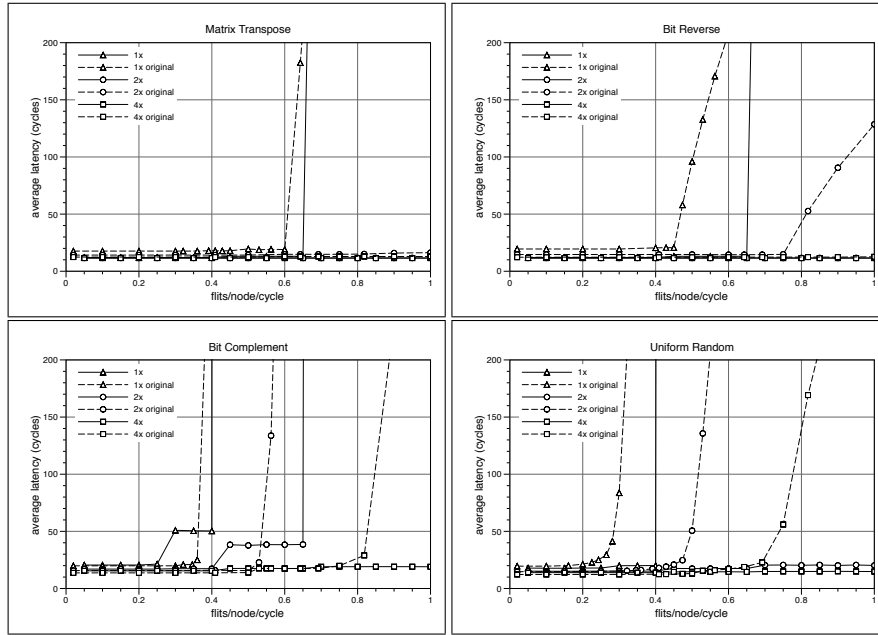 Matrix Transpose
200
150
100
50
0
average latency (cycles)
1x
1x original
2x
2x original
4x
4x original
0 0.2 0.4 0.6 0.8 1
flits/node/cycle
Bit Reverse
200
150
100
50
0
average latency (cycles)
1x
1x original
2x
2x original
4x
4x original
0 0.2 0.4 0.6 0.8 1
flits/node/cycle
Bit Complement
200
150
100
50
0
average latency (cycles)
1x
1x original
2x
2x original
4x
4x original
0 0.2 0.4 0.6 0.8 1
flits/node/cycle
Uniform Random
200
150
100
50
0
average latency (cycles)
1x
1x original
2x
2x original
4x
4x original
0 0.2 0.4 0.6 0.8 1
flits/node/cycle